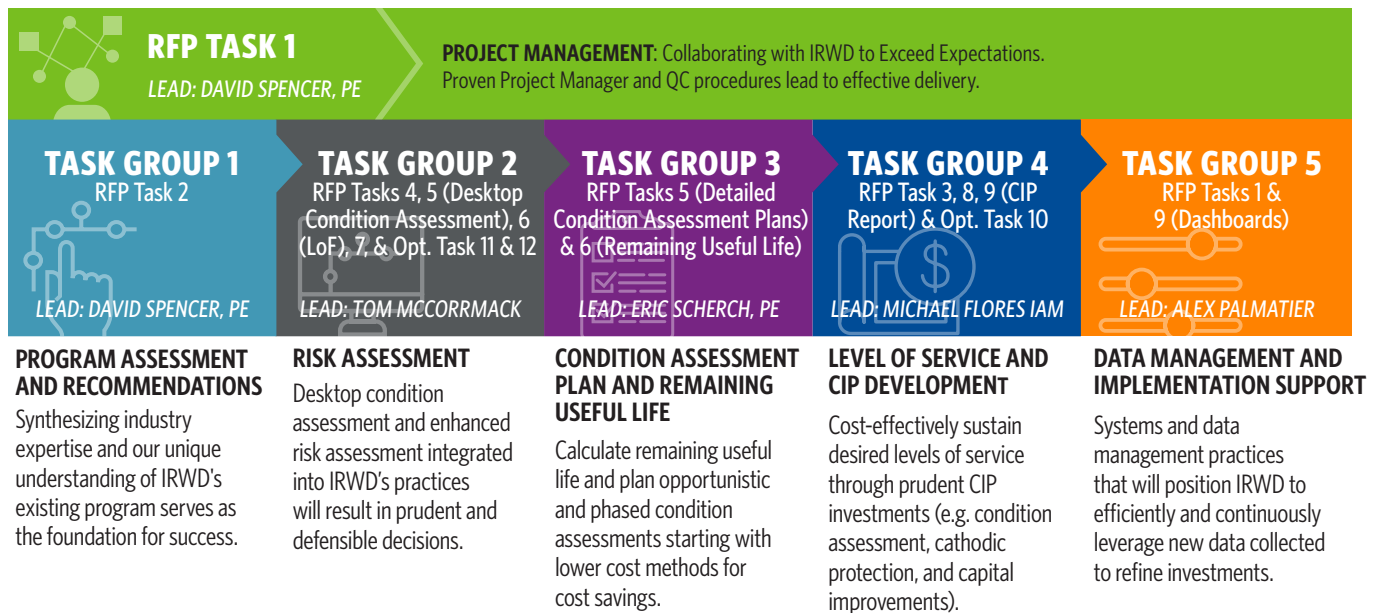 RFP TASK 1
LEAD: DAVID SPENCER, PE
PROJECT MANAGEMENT: Collaborating with IRWD to Exceed Expectations.
Proven Project Manager and QC procedures lead to effective delivery.
TASK GROUP 1
RFP Task 2
LEAD: DAVID SPENCER, PE
TASK GROUP 2
RFP Tasks 4, 5 (Desktop
Condition Assessment), 6
(LoF), 7, & Opt. Task 11 & 12
LEAD: TOM MCCORRMACK
TASK GROUP 3
RFP Tasks 5 (Detailed
Condition Assessment Plans)
& 6 (Remaining Useful Life)
LEAD: ERIC SCHERCH, PE
TASK GROUP 4
RFP Task 3, 8, 9 (CIP
Report) & Opt. Task 10
$
LEAD: MICHAEL FLORES IAM
TASK GROUP 5
RFP Tasks 1 &
9 (Dashboards)
LEAD: ALEX PALMATIER
PROGRAM ASSESSMENT
AND RECOMMENDATIONS
Synthesizing industry
expertise and our unique
understanding of IRWD's
existing program serves as
the foundation for success.
RISK ASSESSMENT
Desktop condition
assessment and enhanced
risk assessment integrated
into IRWD’s practices
will result in prudent and
defensible decisions.
CONDITION ASSESSMENT
PLAN AND REMAINING
USEFUL LIFE
Calculate remaining useful
life and plan opportunistic
and phased condition
assessments starting with
lower cost methods for
cost savings.
LEVEL OF SERVICE AND
CIP DEVELOPMENT
Cost-effectively sustain
desired levels of service
through prudent CIP
investments (e.g. condition
assessment, cathodic
protection, and capital
improvements).
DATA MANAGEMENT AND
IMPLEMENTATION SUPPORT
Systems and data
management practices
that will position IRWD to
efficiently and continuously
leverage new data collected
to refine investments.